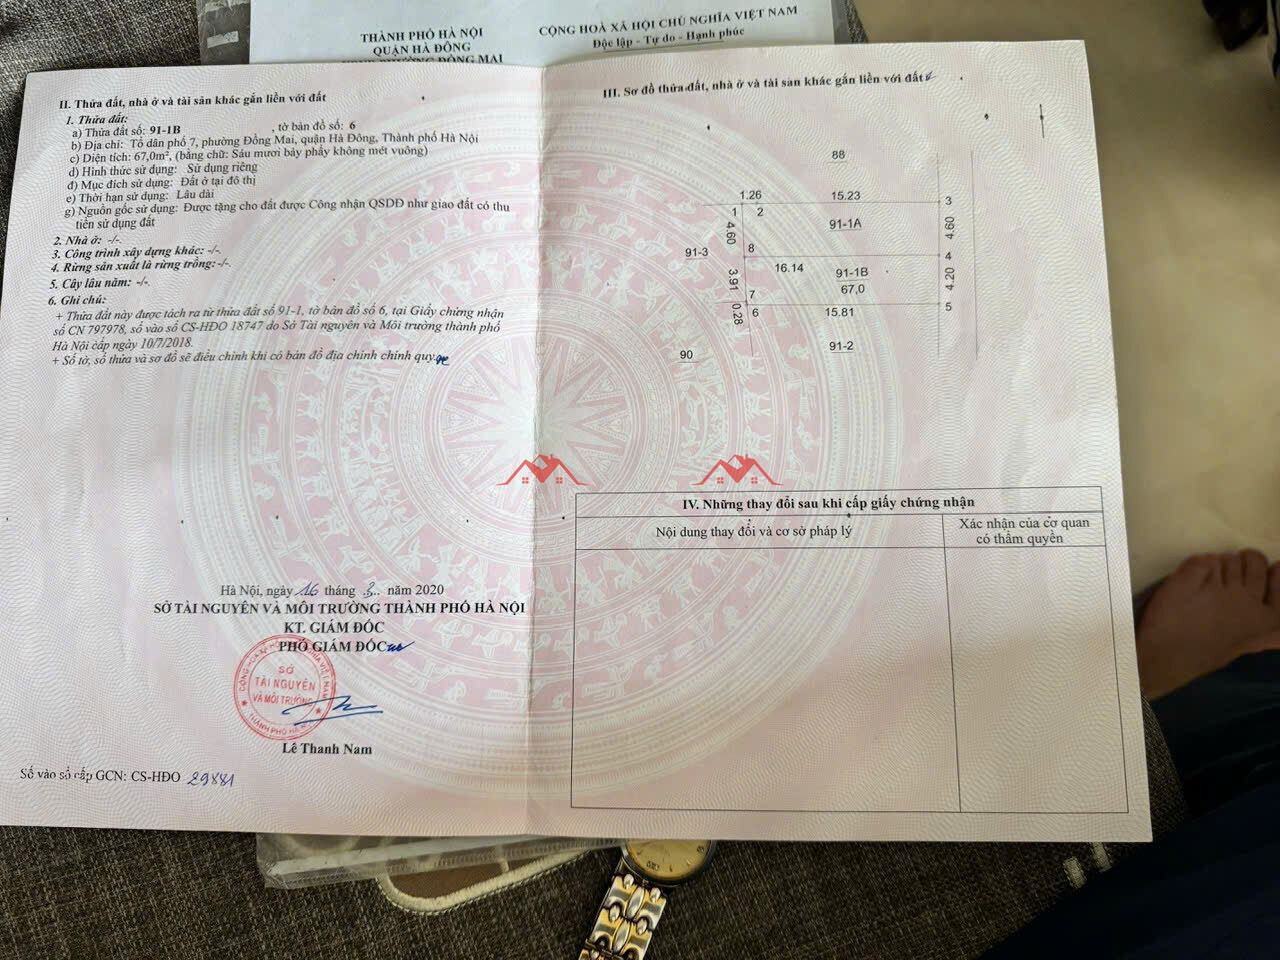 THÀNH PHỐ HÀ NỘI
QUẬN HÀ ĐÔNG
PHƯỜNG ĐỒNG MAI
CỘNG HOÀ XÃ HỘI CHỦ NGHĨA VIỆT NAM
Độc lập - Tự do - Hạnh phúc
II. Thửa đất, nhà ở và tài sản khác gắn liền với đất
1. Thửa đất:
a) Thửa đất số: 91-1B , tờ bản đồ số: 6
b) Địa chỉ: Tổ dân phố 7, phường Đồng Mai, quận Hà Đông, Thành phố Hà Nội
c) Diện tích: 67,0m², (bằng chữ: Sáu mươi bảy phẩy không mét vuông)
d) Hình thức sử dụng: Sử dụng riêng
đ) Mục đích sử dụng: Đất ở tại đô thị
e) Thời hạn sử dụng: Lâu dài
g) Nguồn gốc sử dụng: Được tặng cho đất được Công nhận QSDĐ như giao đất có thu
tiền sử dụng đất
2. Nhà ở: -/-.
3. Công trình xây dựng khác: -/-.
4. Rừng sản xuất là rừng trồng: -/-.
5. Cây lâu năm: -/-.
6. Ghi chú:
+ Thửa đất này được tách ra từ thửa đất số 91-1, tờ bản đồ số 6, tại Giấy chứng nhận
số CN 797978, số vào sổ CS-HĐO 18747 do Sở Tài nguyên và Môi trường thành phố
Hà Nội cấp ngày 10/7/2018.
+ Số tờ, số thửa và sơ đồ sẽ điều chỉnh khi có bản đồ địa chính chính quy.
Hà Nội, ngày 16 tháng 3 năm 2020
SỞ TÀI NGUYÊN VÀ MÔI TRƯỜNG THÀNH PHỐ HÀ NỘI
KT. GIÁM ĐỐC
PHÓ GIÁM ĐỐC
SỞ
TÀI NGUYÊN
VÀ MÔI TRƯỜNG
THÀNH PHỐ HÀ NỘI
Lê Thanh Nam
Số vào sổ cấp GCN: CS-HĐO 29881
III. Sơ đồ thửa đất, nhà ở và tài sản khác gắn liền với đất
88
1.26 15.23 3
1 2
4.60 91-1A 4.60
91-3 8 4
16.14 91-1B
3.91 67,0 4.20
7
0.28 6 15.81 5
90 91-2
IV. Những thay đổi sau khi cấp giấy chứng nhận
Nội dung thay đổi và cơ sở pháp lý
Xác nhận của cơ quan
có thẩm quyền